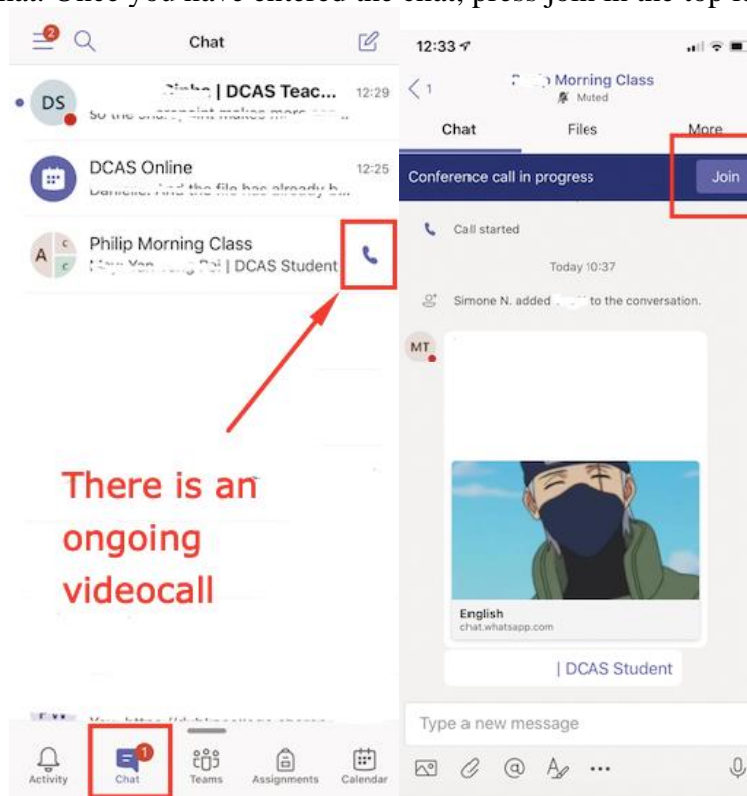 hat. Once you have entered the chat, press join in the top
2
Chat
DS
| DCAS Teac...
12:29
DCAS Online
12:25
A
c
c
Philip Morning Class
| DCAS Student
There is an
ongoing
videocall
Activity
1
Chat
Teams
Assignments
Calendar
12:33
1
Morning Class
Muted
Chat
Files
More
Conference call in progress
Join
Call started
Today 10:37
Simone N. added
to the conversation.
MT
English
chat.whatsapp.com
| DCAS Student
Type a new message